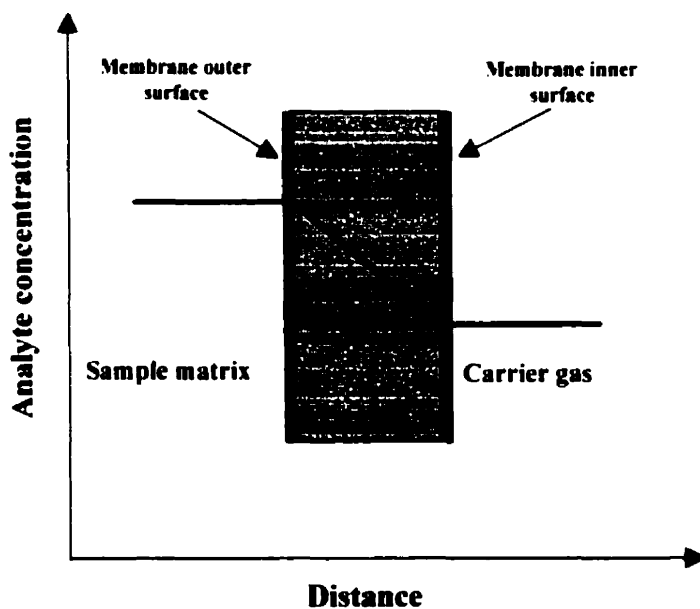 Membrane outer
surface
Membrane inner
surface
Analyte concentration
Sample matrix
Carrier gas
Distance